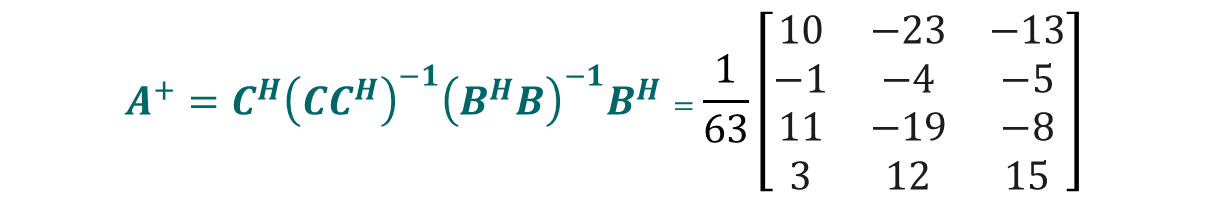 A⁺ = Cᴴ(CCᴴ)⁻¹(BᴴB)⁻¹Bᴴ = 1/63 [10 −23 −13
−1 −4 −5
11 −19 −8
3 12 15]